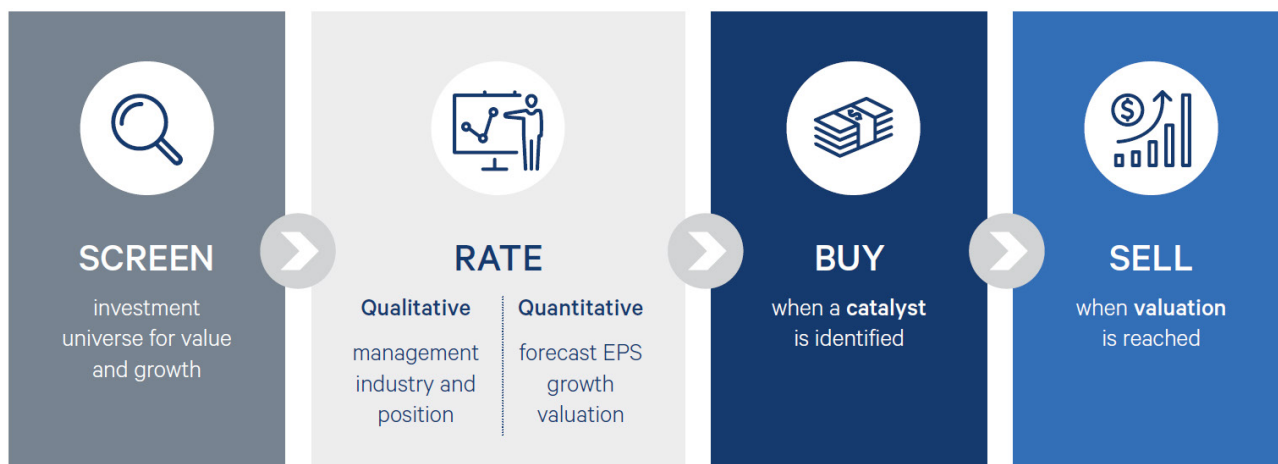 SCREEN
investment
universe for value
and growth
RATE
Qualitative
management
industry and
position
Quantitative
forecast EPS
growth
valuation
BUY
when a catalyst
is identified
$
SELL
when valuation
is reached
$